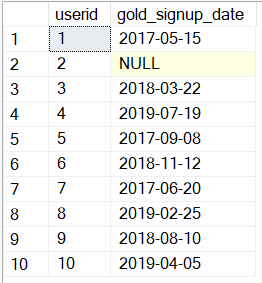 userid gold_signup_date
1 1 2017-05-15
2 2 NULL
3 3 2018-03-22
4 4 2019-07-19
5 5 2017-09-08
6 6 2018-11-12
7 7 2017-06-20
8 8 2019-02-25
9 9 2018-08-10
10 10 2019-04-05